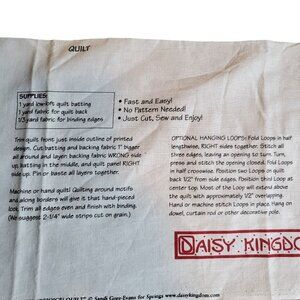 QUILT
SUPPLIES:
1 yard low-loft quilt batting
1 yard fabric for quilt back
1/3 yard fabric for binding edges
• Fast and Easy!
• No Pattern Needed!
• Just Cut, Sew and Enjoy!
Trim quilt front just inside outline of printed
design. Cut batting and backing fabric 1" bigger
all around and layer: backing fabric WRONG side
up, batting in the middle, and quilt panel RIGHT
side up. Pin or baste all layers together.
Machine or hand quilt! Quilting around motifs
and along borders will give it that hand-pieced
look. Trim all edges even and finish with binding.
(We suggest 2-1/4" wide strips cut on grain.)
OPTIONAL HANGING LOOPS: Fold Loops in half
lengthwise, RIGHT sides together. Stitch all
three edges, leaving an opening to turn. Turn,
press and stitch the opening closed. Fold Loops
in half crosswise. Position two Loops on quilt
back 1/2" from side edges. Position third Loop at
center top. Most of the Loop will extend above
the quilt with approximately 1/2" overlapping.
Hand or machine stitch Loops in place. Hang on
dowel, curtain rod or other decorative pole.
DAISY KINGDO
QUILT" © Sandi Gore-Evans for Springs www.daisykingdom.com